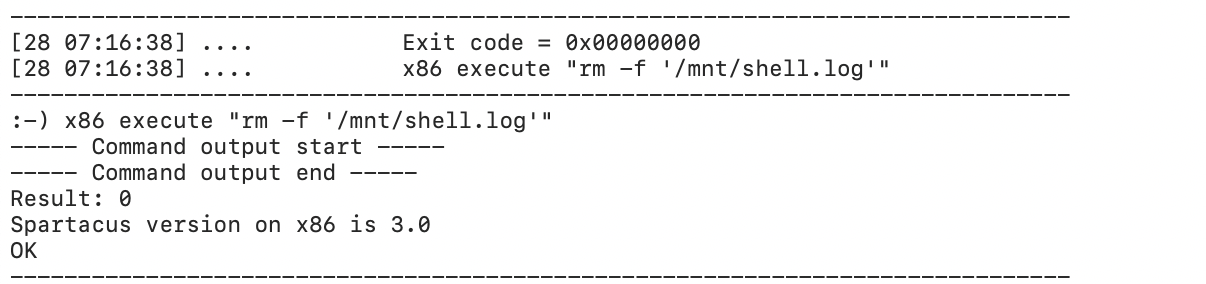 ------------------------------------------------------------------------------
[28 07:16:38] ....           Exit code = 0x00000000
[28 07:16:38] ....           x86 execute "rm -f '/mnt/shell.log'"
------------------------------------------------------------------------------
:-) x86 execute "rm -f '/mnt/shell.log'"
----- Command output start -----
----- Command output end -----
Result: 0
Spartacus version on x86 is 3.0
OK
------------------------------------------------------------------------------